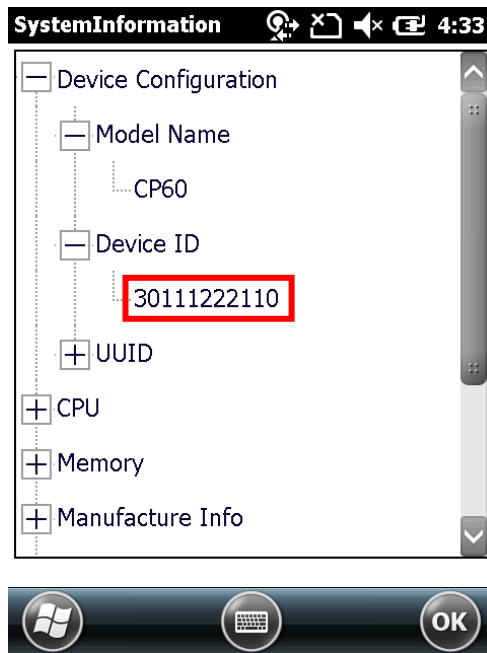 SystemInformation 4:33
Device Configuration
Model Name
CP60
Device ID
30111222110
UUID
CPU
Memory
Manufacture Info
OK